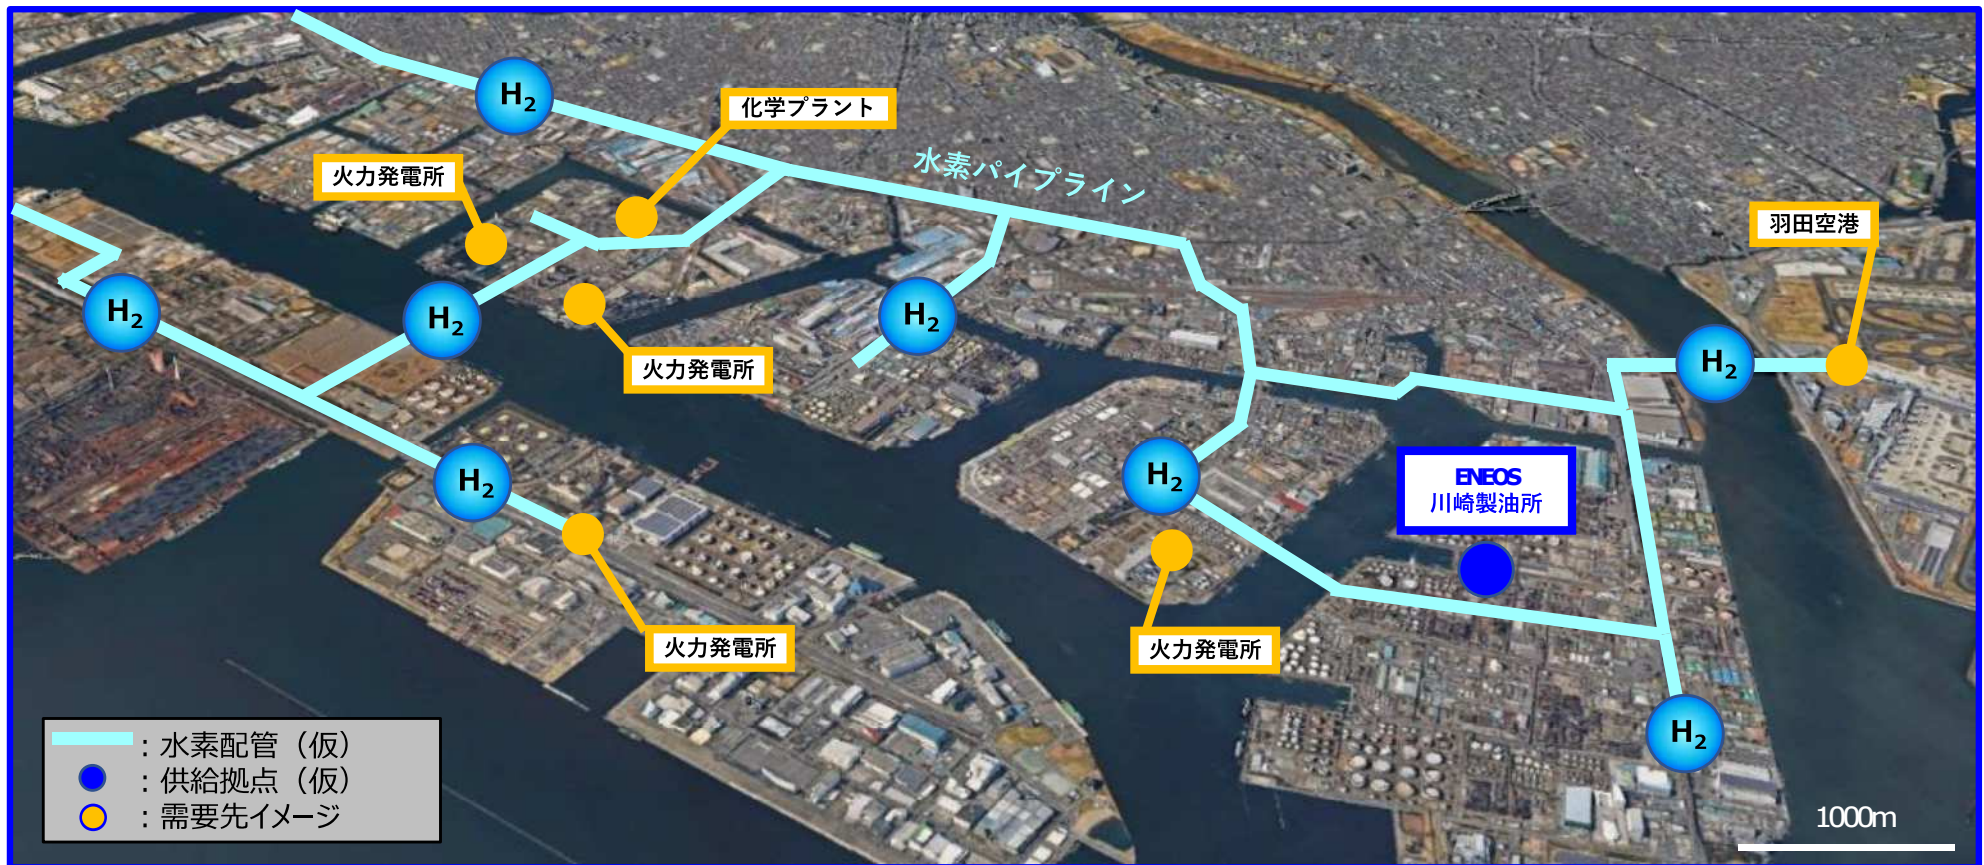 H2
化学プラント
水素パイプライン
火力発電所
羽田空港
H2
H2
H2
H2
火力発電所
H2
H2
ENEOS
川崎製油所
火力発電所
火力発電所
H2
:水素配管（仮）
:供給拠点（仮）
:需要先イメージ
1000m